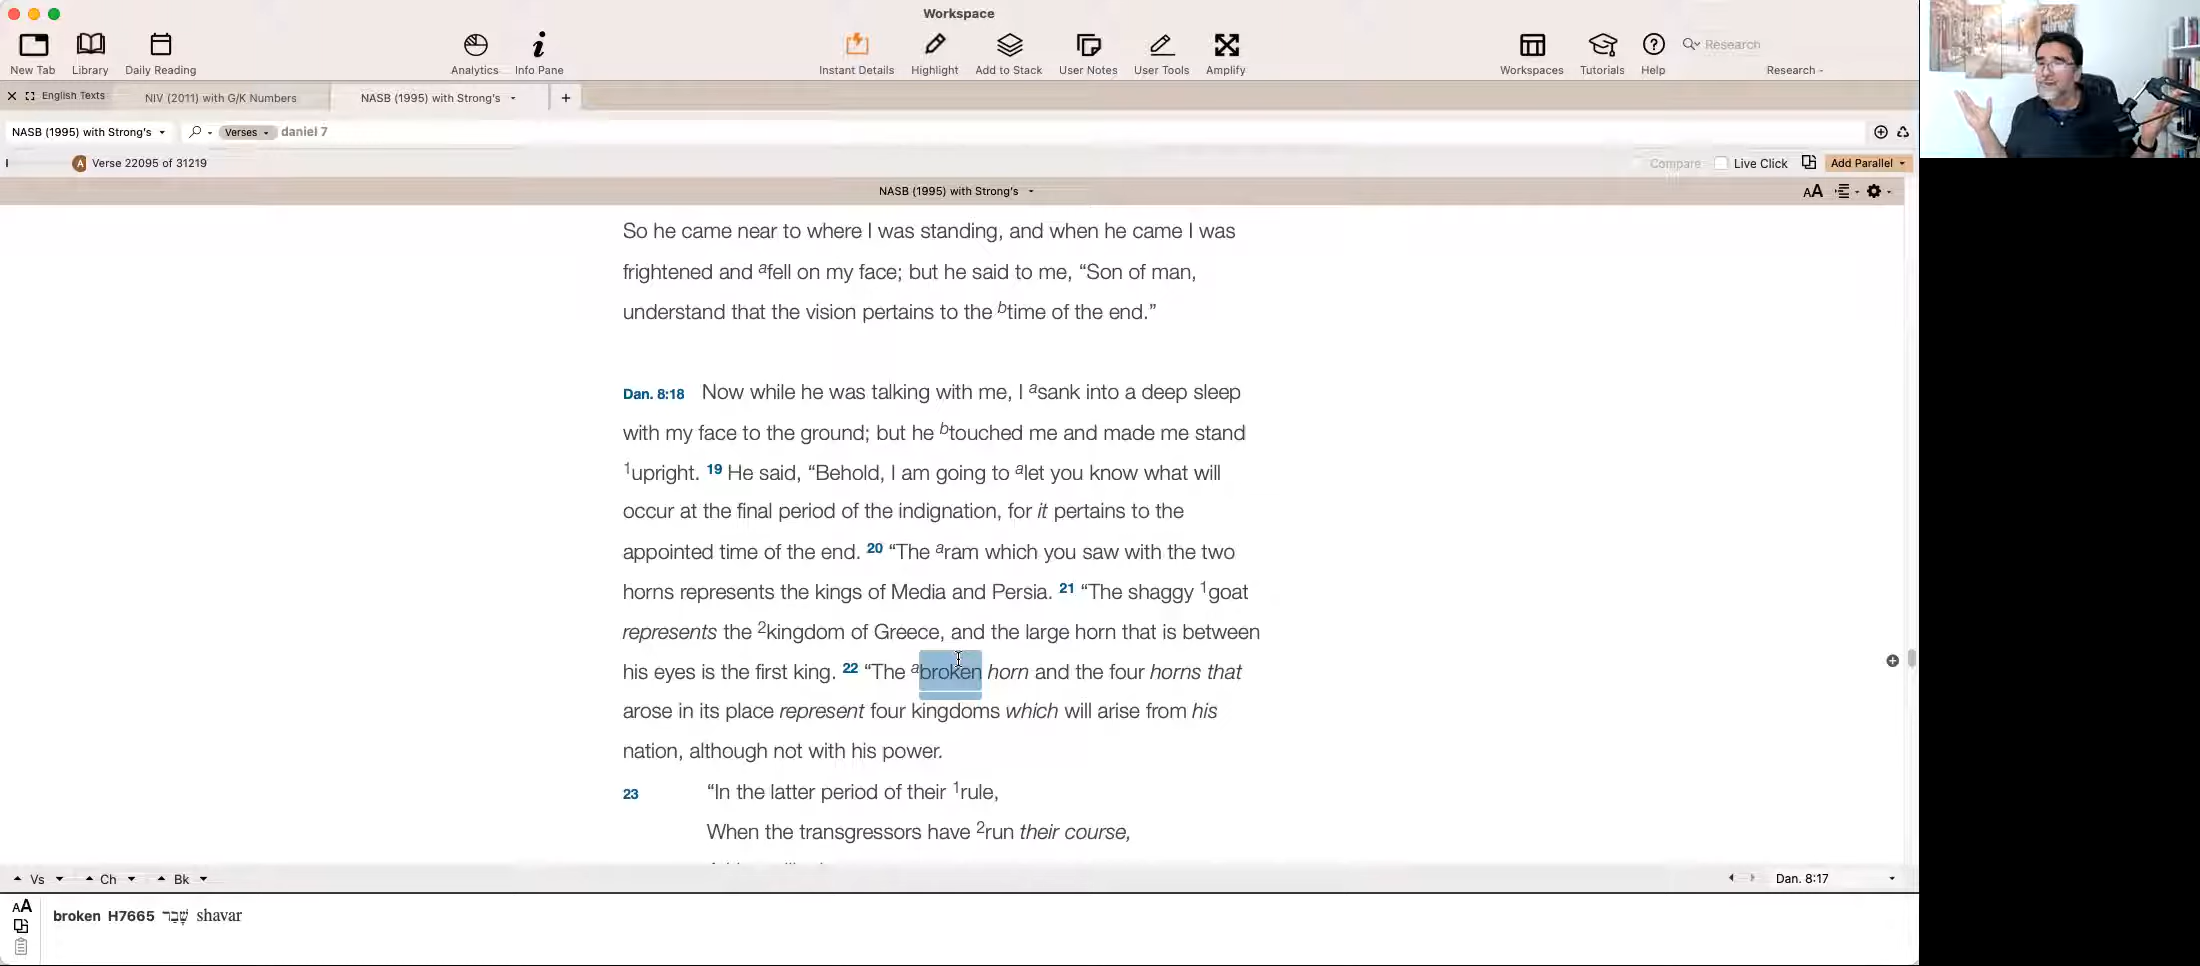 Workspace
New Tab Library Daily Reading Analytics Info Pane Instant Details Highlight Add to Stack User Notes User Tools Amplify Workspaces Tutorials Help Research Research
English Texts NIV (2011) with G/K Numbers NASB (1995) with Strong's +
NASB (1995) with Strong's Verses daniel 7
A Verse 22095 of 31219 Compare Live Click Add Parallel
NASB (1995) with Strong's AA
So he came near to where I was standing, and when he came I was
frightened and afell on my face; but he said to me, “Son of man,
understand that the vision pertains to the btime of the end.”
Dan. 8:18 Now while he was talking with me, I asank into a deep sleep
with my face to the ground; but he btouched me and made me stand
1upright. 19 He said, “Behold, I am going to alet you know what will
occur at the final period of the indignation, for it pertains to the
appointed time of the end. 20 “The aram which you saw with the two
horns represents the kings of Media and Persia. 21 “The shaggy 1goat
represents the 2kingdom of Greece, and the large horn that is between
his eyes is the first king. 22 “The abroken horn and the four horns that
arose in its place represent four kingdoms which will arise from his
nation, although not with his power.
23 “In the latter period of their 1rule,
When the transgressors have 2run their course,
Vs Ch Bk Dan. 8:17
AA broken H7665 שָׁבַר shavar